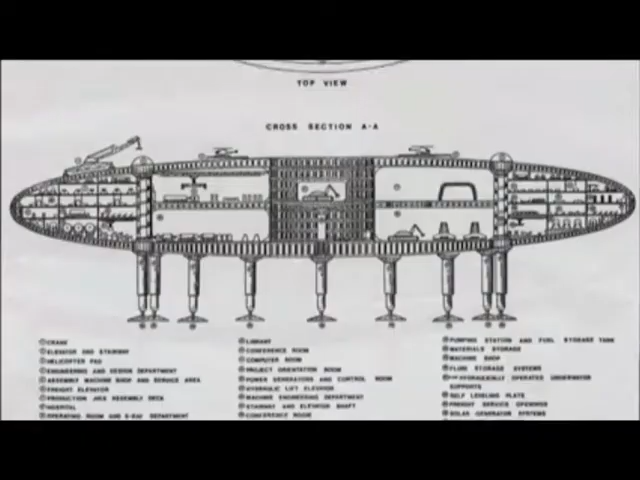 TOP VIEW
CROSS SECTION A-A
CRANE
ELEVATOR AND STAIRWAY
HELICOPTER PAD
ENGINEERING AND DESIGN DEPARTMENT
ASSEMBLY MACHINE SHOP AND SERVICE AREA
FREIGHT ELEVATOR
PRODUCTION JIGS ASSEMBLY DECK
HOSPITAL
OPERATING ROOM AND X-RAY DEPARTMENT
LIBRARY
CONFERENCE ROOM
COMPUTER ROOM
PROJECT ORIENTATION ROOM
POWER GENERATORS AND CONTROL ROOM
HYDRAULIC LIFT ELEVATOR
MACHINE ENGINEERING DEPARTMENT
STAIRWAY AND ELEVATOR SHAFT
CONFERENCE ROOM
PUMPING STATION AND FUEL STORAGE TANK
MATERIALS STORAGE
MACHINE SHOP
FLUID STORAGE SYSTEMS
HYDRAULICALLY OPERATED UNDERWATER
SUPPORTS
SELF LEVELING PLATE
FREIGHT SERVICE OPENINGS
SOLAR GENERATOR SYSTEMS